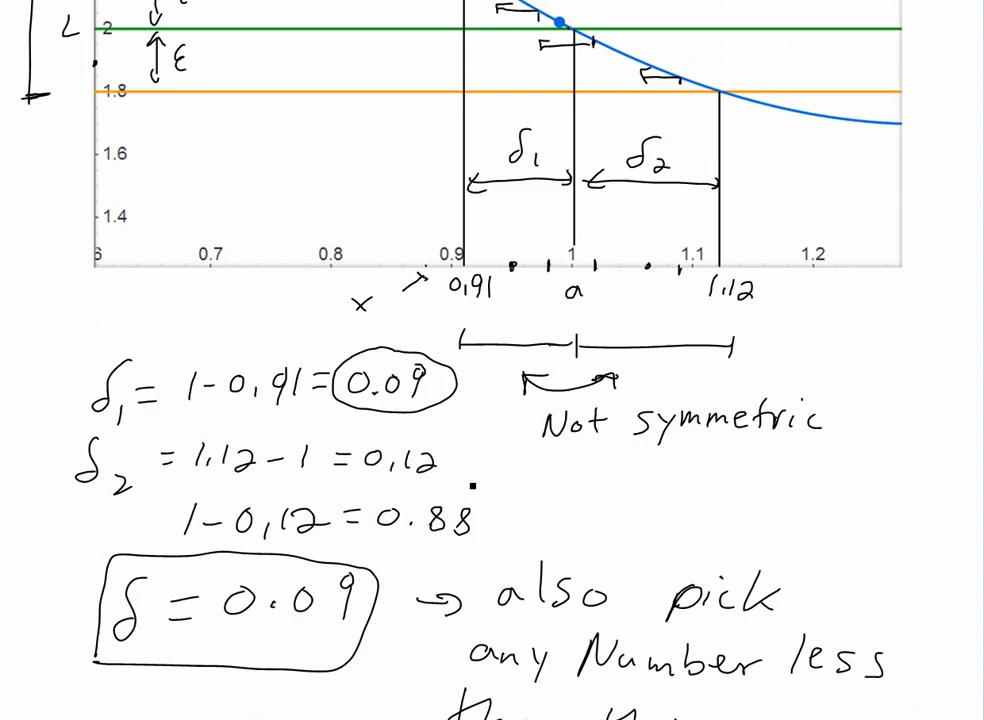 L 2 ε
1.8
1.6 δ₁ δ₂
1.4
6 0.7 0.8 0.9 1 1.1 1.2
x 0,91 a 1.12
δ₁ = 1-0,91 = 0.09
Not symmetric
δ₂ = 1.12-1 = 0,12
1-0,12 = 0.88
δ = 0.09 → also pick
any Number less